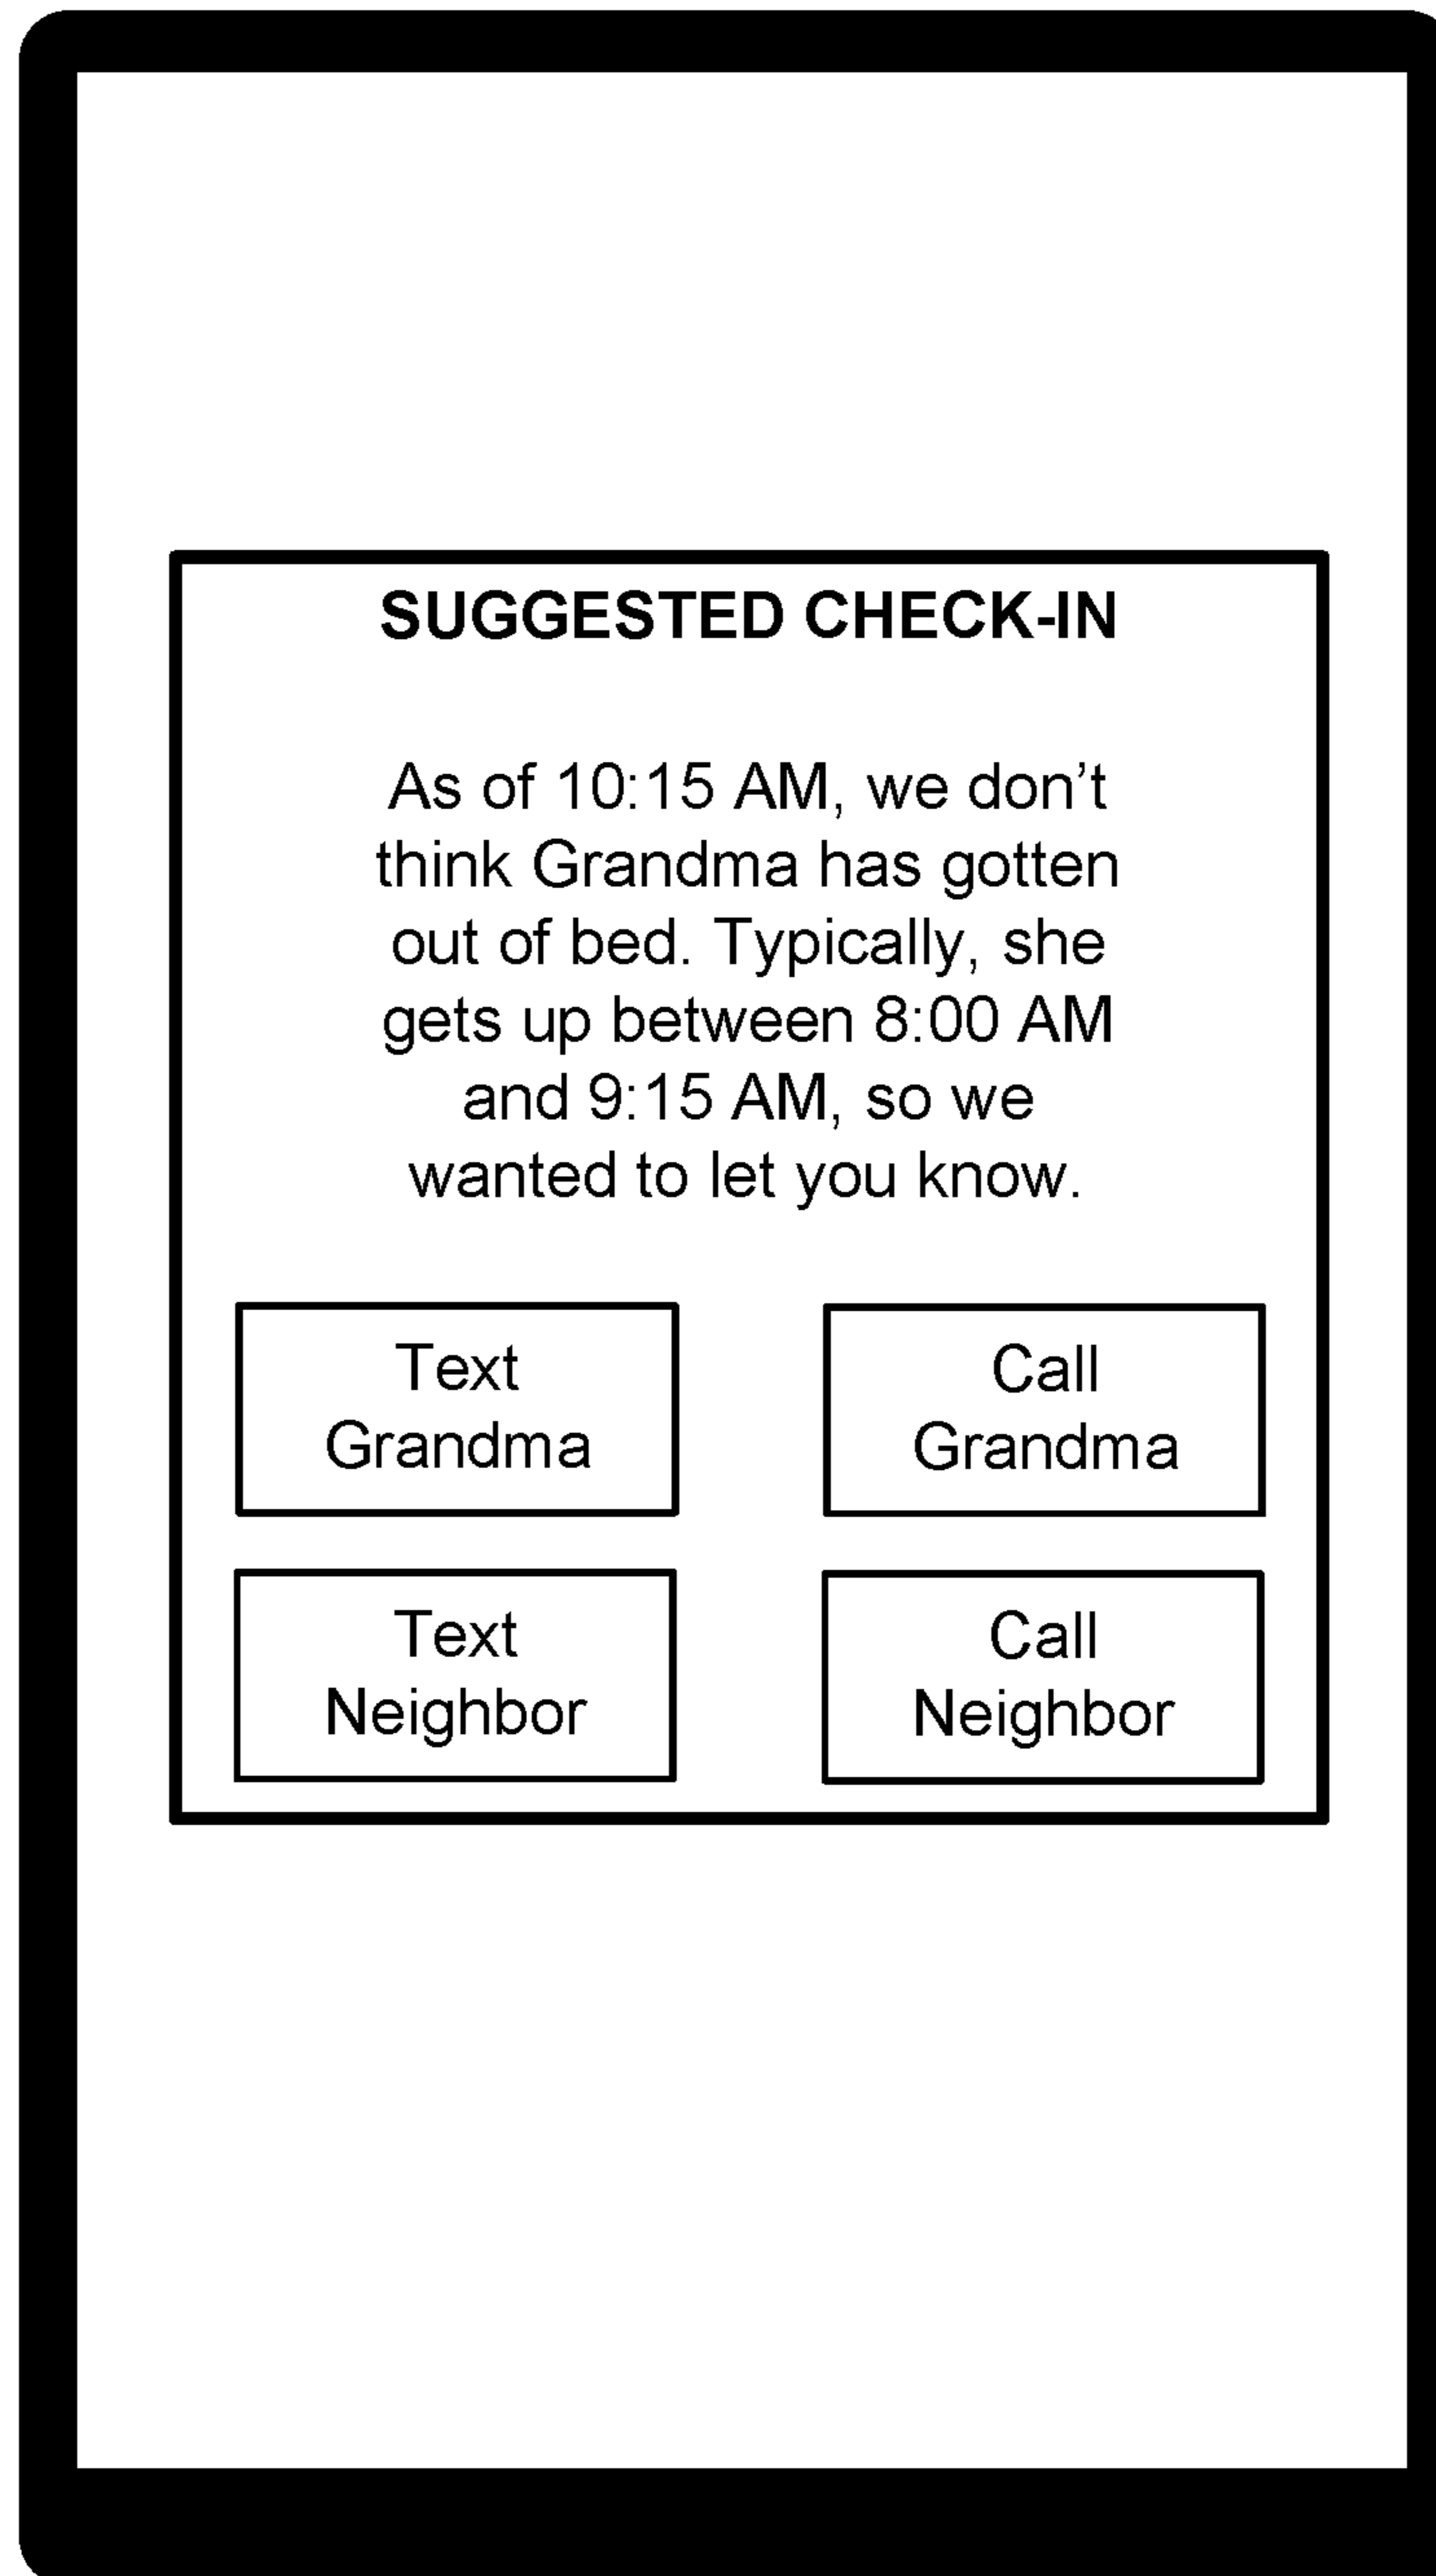 SUGGESTED CHECK-IN
As of 10:15 AM, we don't
think Grandma has gotten
out of bed. Typically, she
gets up between 8:00 AM
and 9:15 AM, so we
wanted to let you know.
Text
Grandma
Call
Grandma
Text
Neighbor
Call
Neighbor